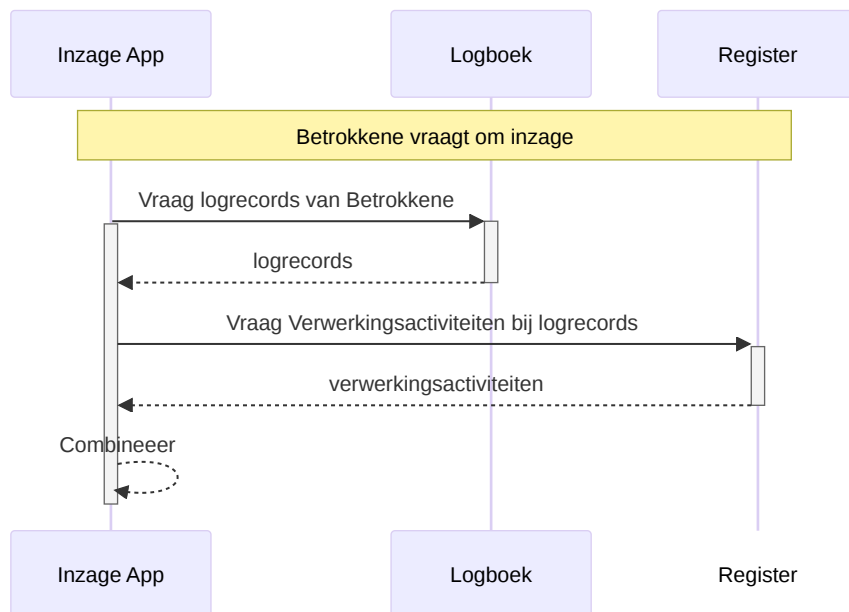 Inzage App
Logboek
Register
Betrokkene vraagt om inzage
Vraag logrecords van Betrokkene
logrecords
Vraag Verwerkingsactiviteiten bij logrecords
verwerkingsactiviteiten
Combineeer
Inzage App
Logboek
Register